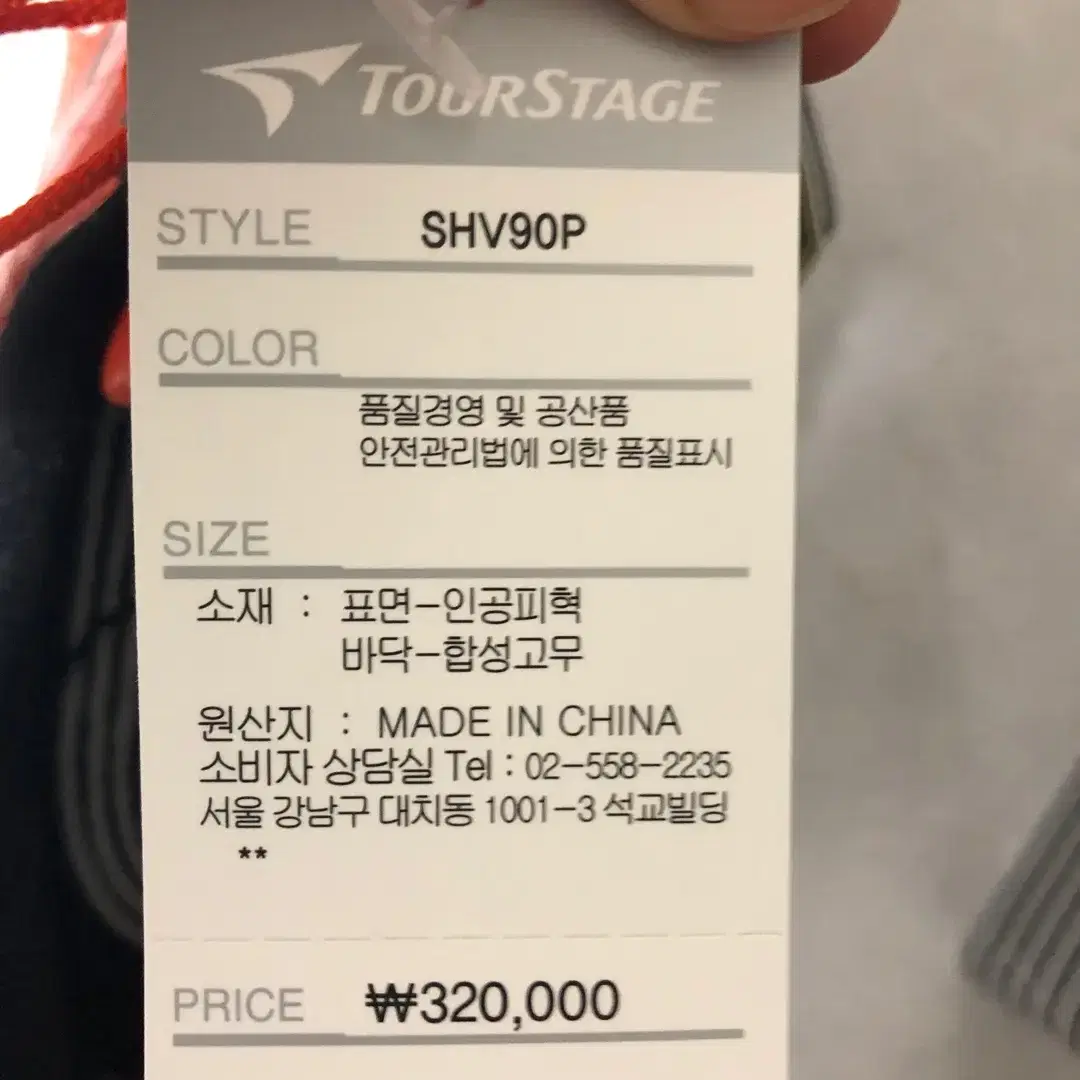 TOURSTAGE
STYLE SHV90P
COLOR
품질경영 및 공산품
안전관리법에 의한 품질표시
SIZE
소재 : 표면-인공피혁
바닥-합성고무
원산지 : MADE IN CHINA
소비자 상담실 Tel : 02-558-2235
서울 강남구 대치동 1001-3 석교빌딩
**
PRICE ₩320,000